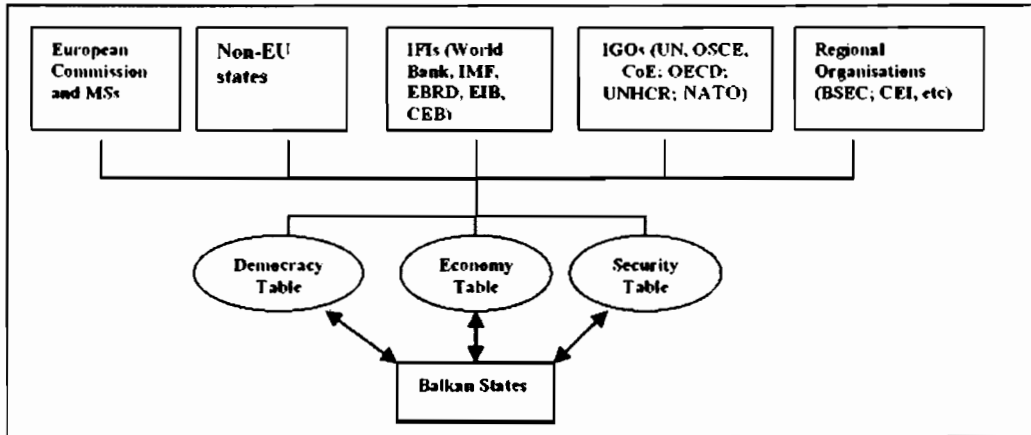 European
Commission
and MSs
Non-EU
states
IFIs (World
Bank, IMF,
EBRD, EIB,
CEB)
IGOs (UN, OSCE,
CoE; OECD;
UNHCR; NATO)
Regional
Organisations
(BSEC; CEI, etc)
Democracy
Table
Economy
Table
Security
Table
Balkan States